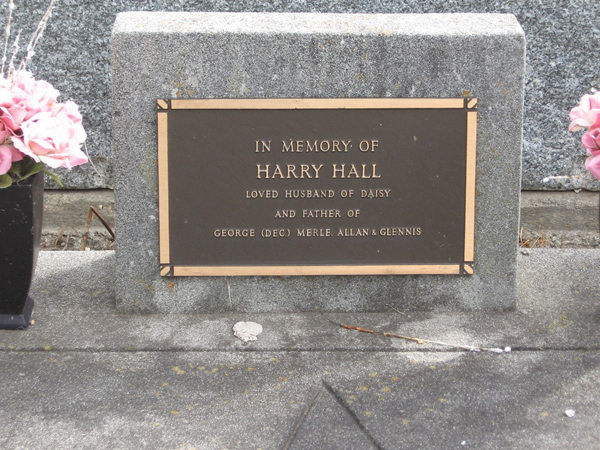 IN MEMORY OF
HARRY HALL
LOVED HUSBAND OF DAISY
AND FATHER OF
GEORGE (DEC) MERLE ALLAN & GLENNIS